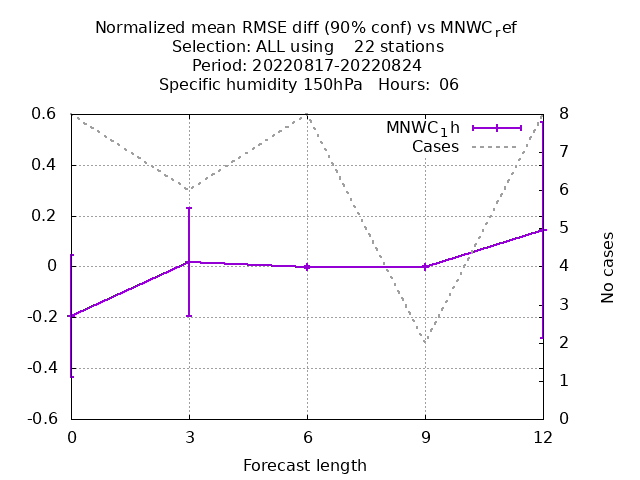 Normalized mean RMSE diff (90% conf) vs MNWC_ref
Selection: ALL using    22 stations
Period: 20220817-20220824
Specific humidity 150hPa   Hours: 06
MNWC_1h
Cases
0.6
0.4
0.2
0
-0.2
-0.4
-0.6
8
7
6
5
4
3
2
1
0
No cases
0 3 6 9 12
Forecast length